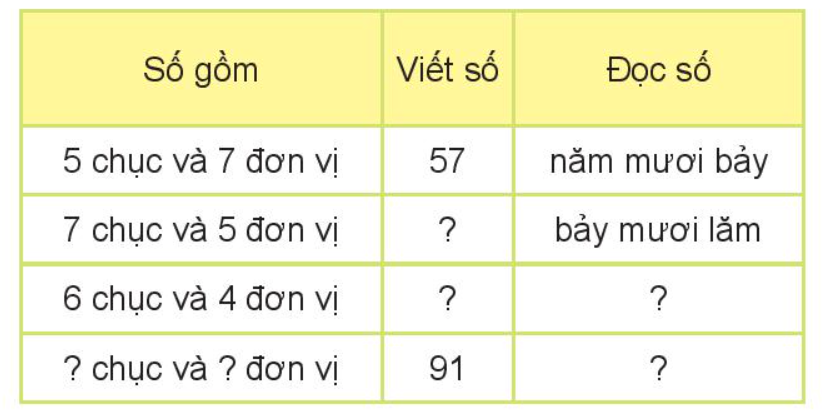 Số gồm Viết số Đọc số
5 chục và 7 đơn vị 57 năm mươi bảy
7 chục và 5 đơn vị ? bảy mươi lăm
6 chục và 4 đơn vị ? ?
? chục và ? đơn vị 91 ?